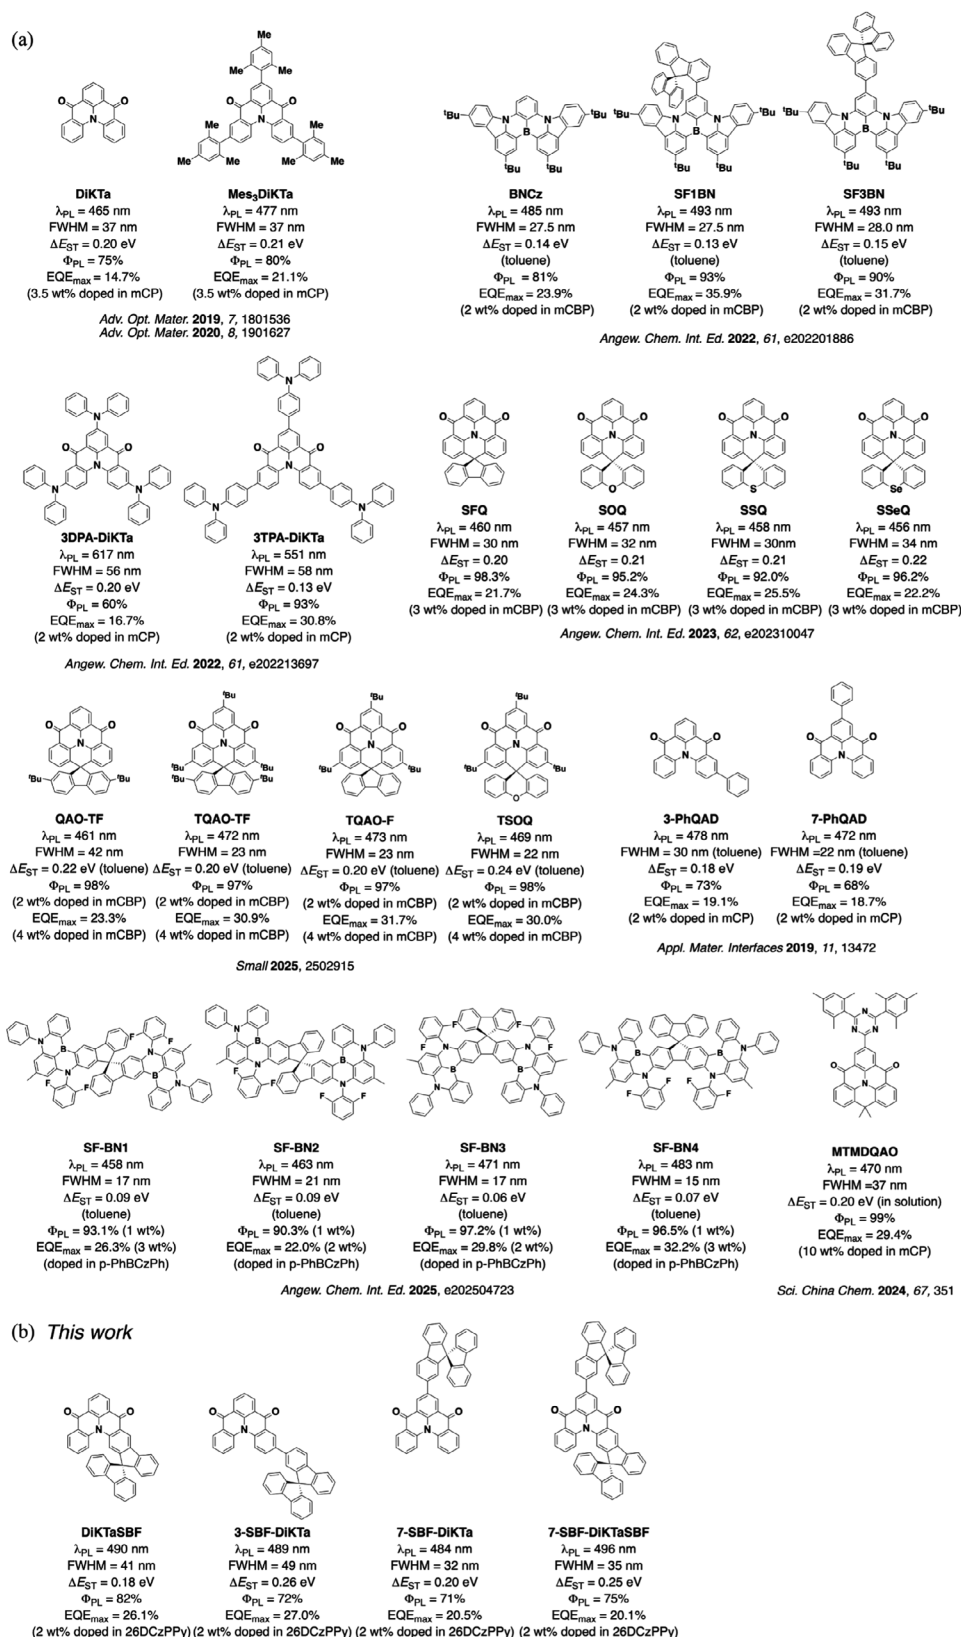 (a)
O O
N
DiKTa
λPL = 465 nm
FWHM = 37 nm
ΔEST = 0.20 eV
ΦPL = 75%
EQEmax = 14.7%
(3.5 wt% doped in mCP)
Me
Me Me
O O
N
Me Me
Me Me Me Me
Mes3DiKTa
λPL = 477 nm
FWHM = 37 nm
ΔEST = 0.21 eV
ΦPL = 80%
EQEmax = 21.1%
(3.5 wt% doped in mCP)
Adv. Opt. Mater. 2019, 7, 1801536
Adv. Opt. Mater. 2020, 8, 1901627
tBu N N tBu
B
tBu tBu
BNCz
λPL = 485 nm
FWHM = 27.5 nm
ΔEST = 0.14 eV
(toluene)
ΦPL = 81%
EQEmax = 23.9%
(2 wt% doped in mCBP)
tBu N N tBu
B
tBu tBu
SF1BN
λPL = 493 nm
FWHM = 27.5 nm
ΔEST = 0.13 eV
(toluene)
ΦPL = 93%
EQEmax = 35.9%
(2 wt% doped in mCBP)
tBu N N tBu
B
tBu tBu
SF3BN
λPL = 493 nm
FWHM = 28.0 nm
ΔEST = 0.15 eV
(toluene)
ΦPL = 90%
EQEmax = 31.7%
(2 wt% doped in mCBP)
Angew. Chem. Int. Ed. 2022, 61, e202201886
N
O O
N
N N
3DPA-DiKTa
λPL = 617 nm
FWHM = 56 nm
ΔEST = 0.20 eV
ΦPL = 60%
EQEmax = 16.7%
(2 wt% doped in mCP)
N
O O
N
N N
3TPA-DiKTa
λPL = 551 nm
FWHM = 58 nm
ΔEST = 0.13 eV
ΦPL = 93%
EQEmax = 30.8%
(2 wt% doped in mCP)
Angew. Chem. Int. Ed. 2022, 61, e202213697
O O
N
SFQ
λPL = 460 nm
FWHM = 30 nm
ΔEST = 0.20
ΦPL = 98.3%
EQEmax = 21.7%
(3 wt% doped in mCBP)
O O
N
O
SOQ
λPL = 457 nm
FWHM = 32 nm
ΔEST = 0.21
ΦPL = 95.2%
EQEmax = 24.3%
(3 wt% doped in mCBP)
O O
N
S
SSQ
λPL = 458 nm
FWHM = 30nm
ΔEST = 0.21
ΦPL = 92.0%
EQEmax = 25.5%
(3 wt% doped in mCBP)
O O
N
Se
SSeQ
λPL = 456 nm
FWHM = 34 nm
ΔEST = 0.22
ΦPL = 96.2%
EQEmax = 22.2%
(3 wt% doped in mCBP)
Angew. Chem. Int. Ed. 2023, 62, e202310047
O O
N
tBu tBu
QAO-TF
λPL = 461 nm
FWHM = 42 nm
ΔEST = 0.22 eV (toluene)
ΦPL = 98%
(2 wt% doped in mCBP)
EQEmax = 23.3%
(4 wt% doped in mCBP)
tBu
O O
N
tBu tBu
tBu tBu
TQAO-TF
λPL = 472 nm
FWHM = 23 nm
ΔEST = 0.20 eV (toluene)
ΦPL = 97%
(2 wt% doped in mCBP)
EQEmax = 30.9%
(4 wt% doped in mCBP)
tBu
O O
N
tBu tBu
TQAO-F
λPL = 473 nm
FWHM = 23 nm
ΔEST = 0.20 eV (toluene)
ΦPL = 97%
(2 wt% doped in mCBP)
EQEmax = 31.7%
(4 wt% doped in mCBP)
tBu
O O
N
tBu tBu
O
TSOQ
λPL = 469 nm
FWHM = 22 nm
ΔEST = 0.24 eV (toluene)
ΦPL = 98%
(2 wt% doped in mCBP)
EQEmax = 30.0%
(4 wt% doped in mCBP)
Small 2025, 2502915
O O
N
3-PhQAD
λPL = 478 nm
FWHM = 30 nm (toluene)
ΔEST = 0.18 eV
ΦPL = 73%
EQEmax = 19.1%
(2 wt% doped in mCP)
O O
N
7-PhQAD
λPL = 472 nm
FWHM =22 nm (toluene)
ΔEST = 0.19 eV
ΦPL = 68%
EQEmax = 18.7%
(2 wt% doped in mCP)
Appl. Mater. Interfaces 2019, 11, 13472
N B F F
N N B
F F N
SF-BN1
λPL = 458 nm
FWHM = 17 nm
ΔEST = 0.09 eV
(toluene)
ΦPL = 93.1% (1 wt%)
EQEmax = 26.3% (3 wt%)
(doped in p-PhBCzPh)
N B
N B N
F F N
F F
SF-BN2
λPL = 463 nm
FWHM = 21 nm
ΔEST = 0.09 eV
(toluene)
ΦPL = 90.3% (1 wt%)
EQEmax = 22.0% (2 wt%)
(doped in p-PhBCzPh)
F F
F N N F
B B
N N
SF-BN3
λPL = 471 nm
FWHM = 17 nm
ΔEST = 0.06 eV
(toluene)
ΦPL = 97.2% (1 wt%)
EQEmax = 29.8% (2 wt%)
(doped in p-PhBCzPh)
N B B N
N N
F F
F F
SF-BN4
λPL = 483 nm
FWHM = 15 nm
ΔEST = 0.07 eV
(toluene)
ΦPL = 96.5% (1 wt%)
EQEmax = 32.2% (3 wt%)
(doped in p-PhBCzPh)
Angew. Chem. Int. Ed. 2025, e202504723
N
N N
O O
N
MTMDQAO
λPL = 470 nm
FWHM =37 nm
ΔEST = 0.20 eV (in solution)
ΦPL = 99%
EQEmax = 29.4%
(10 wt% doped in mCP)
Sci. China Chem. 2024, 67, 351
(b) This work
O O
N
DiKTaSBF
λPL = 490 nm
FWHM = 41 nm
ΔEST = 0.18 eV
ΦPL = 82%
EQEmax = 26.1%
(2 wt% doped in 26DCzPPy)
O O
N
3-SBF-DiKTa
λPL = 489 nm
FWHM = 49 nm
ΔEST = 0.26 eV
ΦPL = 72%
EQEmax = 27.0%
(2 wt% doped in 26DCzPPy)
O O
N
7-SBF-DiKTa
λPL = 484 nm
FWHM = 32 nm
ΔEST = 0.20 eV
ΦPL = 71%
EQEmax = 20.5%
(2 wt% doped in 26DCzPPy)
O O
N
7-SBF-DiKTaSBF
λPL = 496 nm
FWHM = 35 nm
ΔEST = 0.25 eV
ΦPL = 75%
EQEmax = 20.1%
(2 wt% doped in 26DCzPPy)